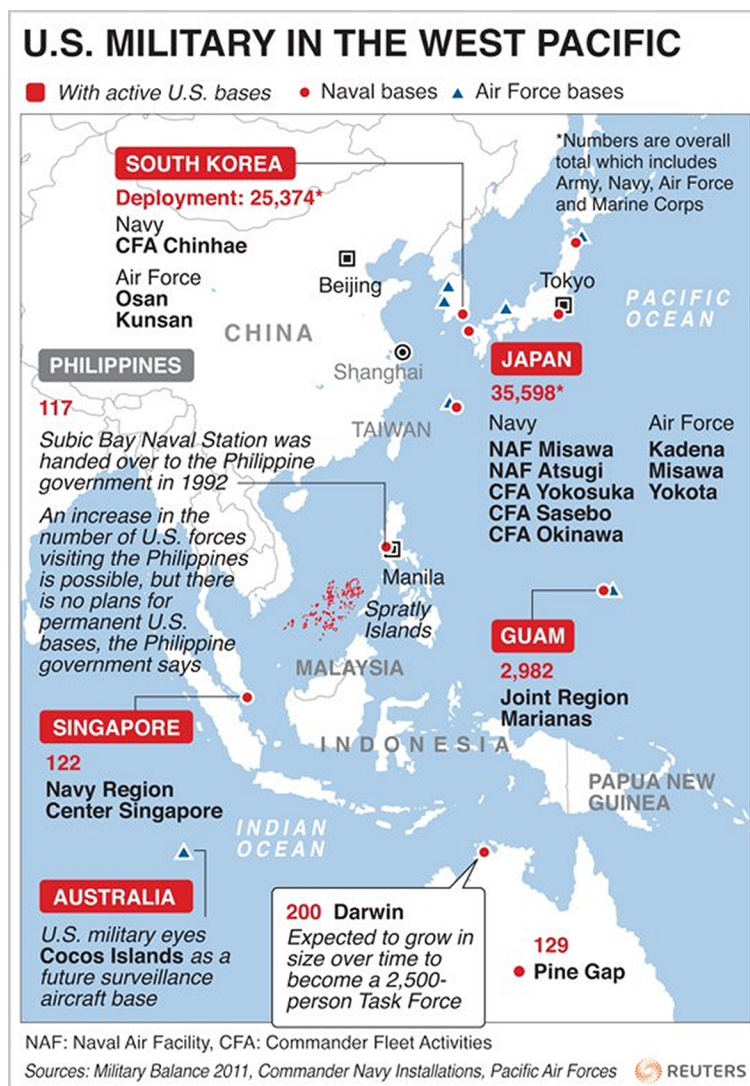 U.S. MILITARY IN THE WEST PACIFIC
With active U.S. bases
Naval bases
Air Force bases
*Numbers are overall
total which includes
Army, Navy, Air Force
and Marine Corps
SOUTH KOREA
Deployment: 25,374*
Navy
CFA Chinhae
Air Force
Osan
Kunsan
Beijing
Tokyo
PACIFIC
OCEAN
CHINA
Shanghai
TAIWAN
PHILIPPINES
117
Subic Bay Naval Station was
handed over to the Philippine
government in 1992
An increase in the
number of U.S. forces
visiting the Philippines
is possible, but there
is no plans for
permanent U.S.
bases, the Philippine
government says
JAPAN
35,598*
Navy
NAF Misawa
NAF Atsugi
CFA Yokosuka
CFA Sasebo
CFA Okinawa
Air Force
Kadena
Misawa
Yokota
Manila
Spratly
Islands
GUAM
2,982
Joint Region
Marianas
MALAYSIA
SINGAPORE
122
Navy Region
Center Singapore
INDONESIA
PAPUA NEW
GUINEA
INDIAN
OCEAN
AUSTRALIA
U.S. military eyes
Cocos Islands as a
future surveillance
aircraft base
200 Darwin
Expected to grow in
size over time to
become a 2,500-
person Task Force
129
Pine Gap
NAF: Naval Air Facility, CFA: Commander Fleet Activities
Sources: Military Balance 2011, Commander Navy Installations, Pacific Air Forces
REUTERS